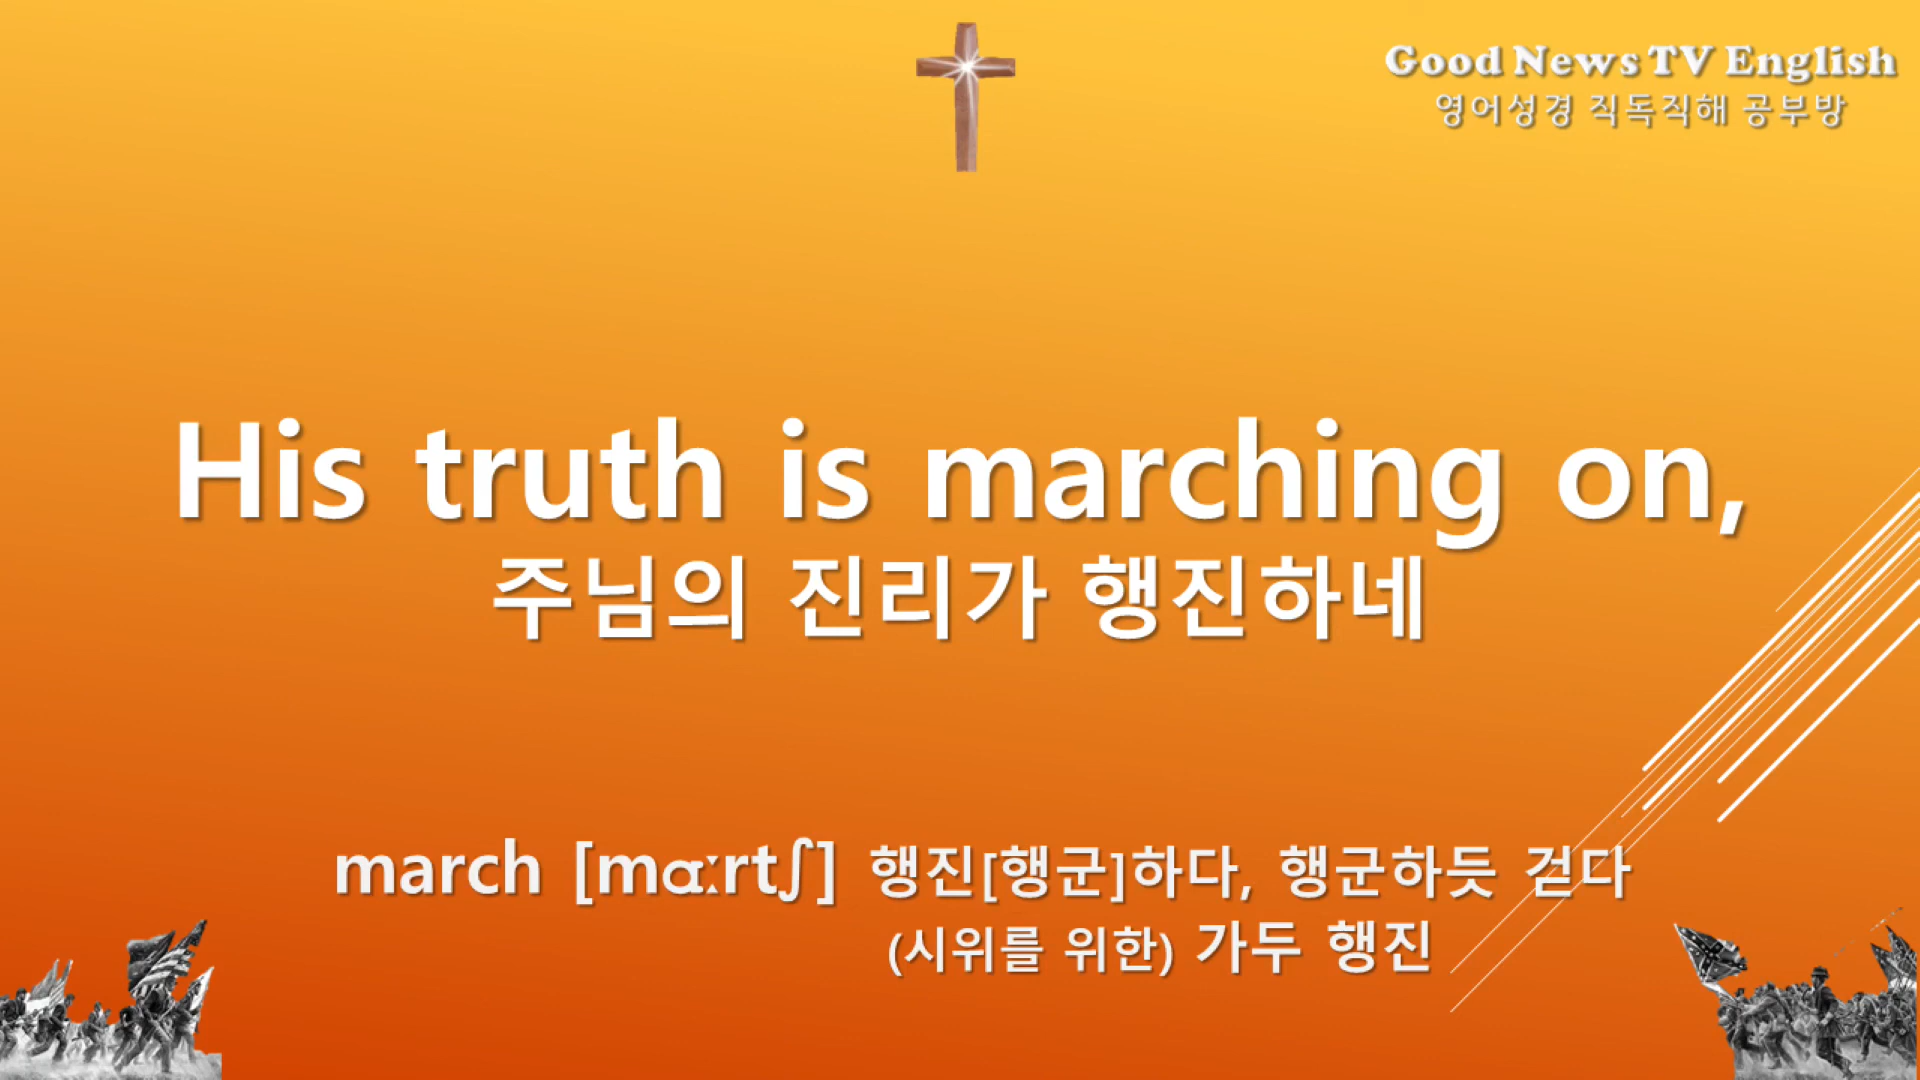 Good News TV English
영어성경 직독직해 공부방
His truth is marching on,
주님의 진리가 행진하네
march [mɑːrtʃ] 행진[행군]하다, 행군하듯 걷다
(시위를 위한) 가두 행진